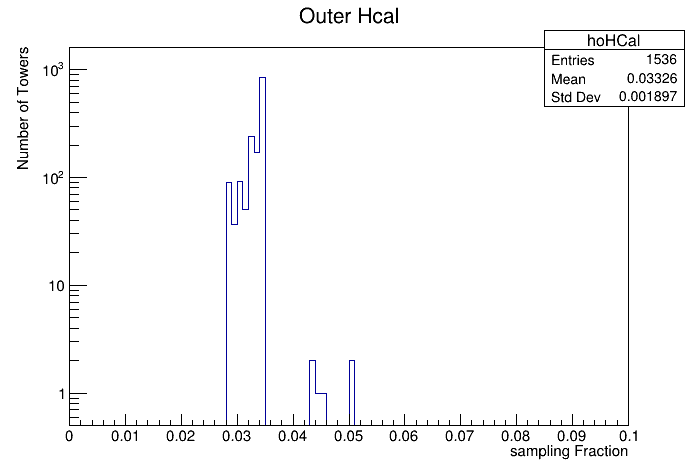 Outer Hcal
hoHCal
Entries 1536
Mean 0.03326
Std Dev 0.001897
Number of Towers
10³
10²
10
1
0 0.01 0.02 0.03 0.04 0.05 0.06 0.07 0.08 0.09 0.1
sampling Fraction